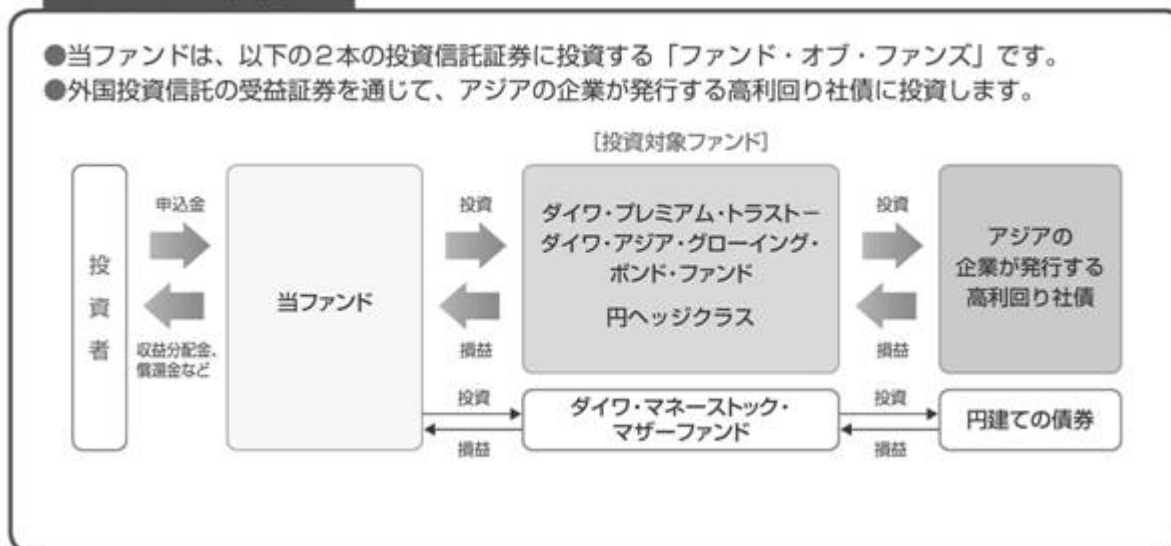 ●当ファンドは、以下の2本の投資信託証券に投資する「ファンド・オブ・ファンズ」です。
●外国投資信託の受益証券を通じて、アジアの企業が発行する高利回り社債に投資します。
[投資対象ファンド]
投資者
申込金
収益分配金、
償還金など
当ファンド
投資
損益
ダイワ・プレミアム・トラストー
ダイワ・アジア・グローイング・
ボンド・ファンド
円ヘッジクラス
投資
損益
アジアの
企業が発行する
高利回り社債
投資
損益
ダイワ・マネーストック・
マザーファンド
投資
損益
円建ての債券